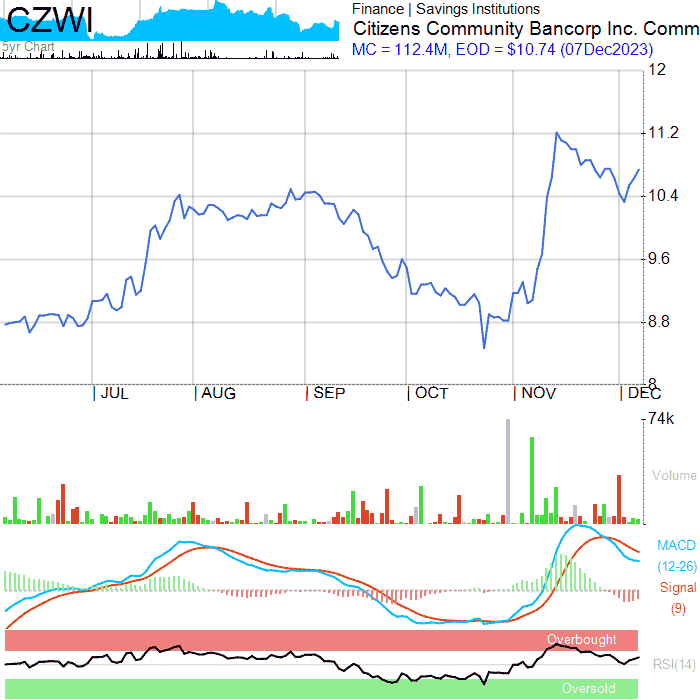 CZWI
5yr Chart
Finance | Savings Institutions
Citizens Community Bancorp Inc. Comm
MC = 112.4M, EOD = $10.74 (07Dec2023)
12
11.2
10.4
9.6
8.8
8
JUL AUG SEP OCT NOV DEC
74k
Volume
MACD
(12-26)
Signal
(9)
Overbought
RSI(14)
Oversold